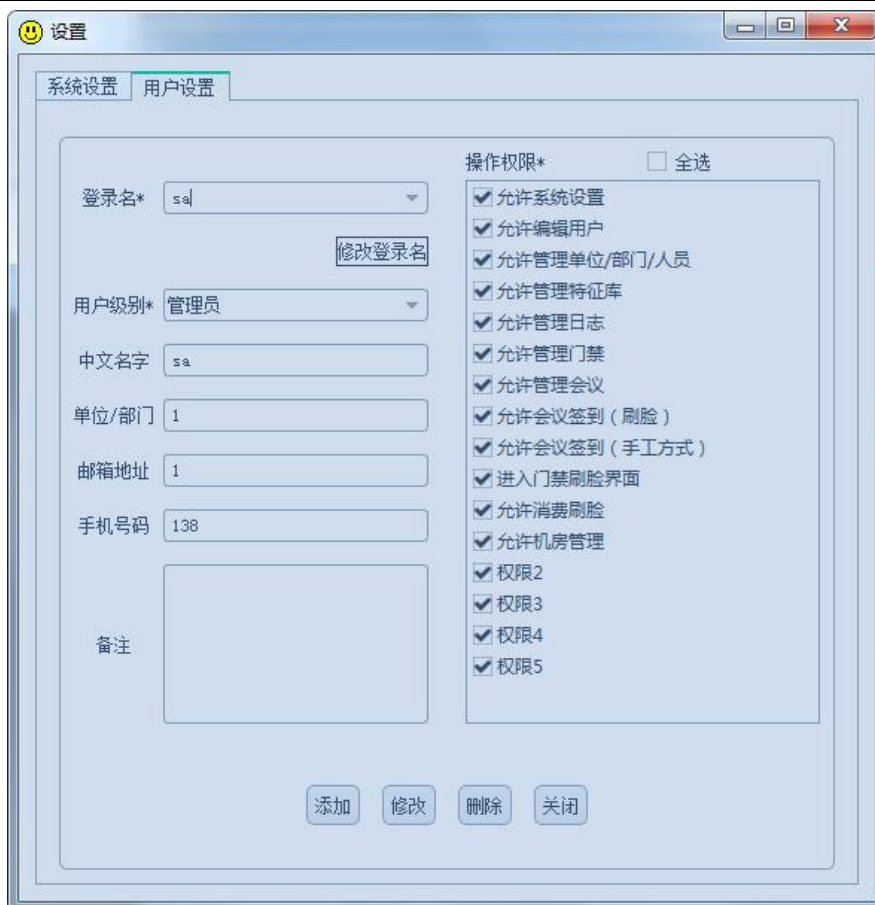 设置
系统设置 用户设置
操作权限* 全选
登录名* sa
修改登录名
用户级别* 管理员
中文名字 sa
单位/部门 1
邮箱地址 1
手机号码 138
备注
允许系统设置
允许编辑用户
允许管理单位/部门/人员
允许管理特征库
允许管理日志
允许管理门禁
允许管理会议
允许会议签到(刷脸)
允许会议签到(手工方式)
进入门禁刷脸界面
允许消费刷脸
允许机房管理
权限2
权限3
权限4
权限5
添加 修改 删除 关闭